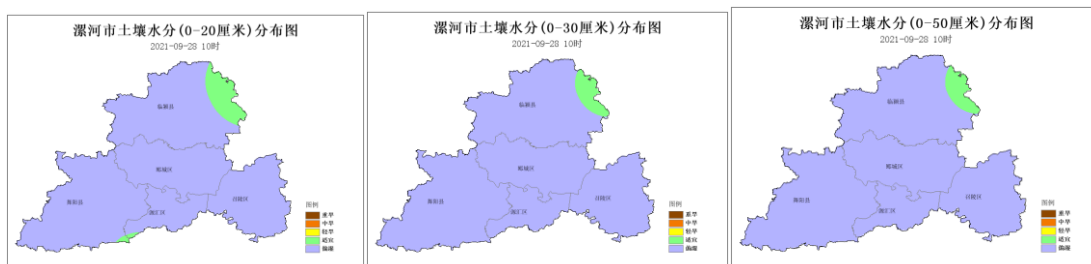 漯河市土壤水分(0-20厘米)分布图
2021-09-28 10时
临颍县
郾城区
舞阳县
源汇区
召陵区
图例
重旱
中旱
轻旱
适宜
偏湿
漯河市土壤水分(0-30厘米)分布图
2021-09-28 10时
临颍县
郾城区
舞阳县
源汇区
召陵区
图例
重旱
中旱
轻旱
适宜
偏湿
漯河市土壤水分(0-50厘米)分布图
2021-09-28 10时
临颍县
郾城区
舞阳县
源汇区
召陵区
图例
重旱
中旱
轻旱
适宜
偏湿